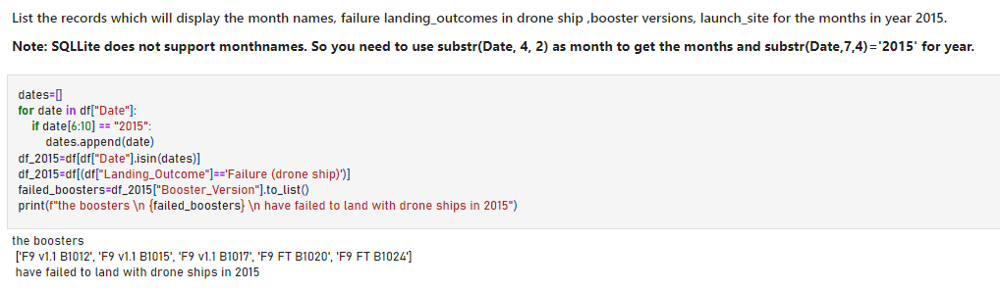 List the records which will display the month names, failure landing_outcomes in drone ship ,booster versions, launch_site for the months in year 2015.
Note: SQLLite does not support monthnames. So you need to use substr(Date, 4, 2) as month to get the months and substr(Date,7,4)='2015' for year.
dates=[]
for date in df["Date"]:
    if date[6:10] == "2015":
        dates.append(date)
df_2015=df[df["Date"].isin(dates)]
df_2015=df[(df["Landing_Outcome"]=='Failure (drone ship)')]
failed_boosters=df_2015["Booster_Version"].to_list()
print(f"the boosters \n {failed_boosters} \n have failed to land with drone ships in 2015")
the boosters
['F9 v1.1 B1012', 'F9 v1.1 B1015', 'F9 v1.1 B1017', 'F9 FT B1020', 'F9 FT B1024']
have failed to land with drone ships in 2015